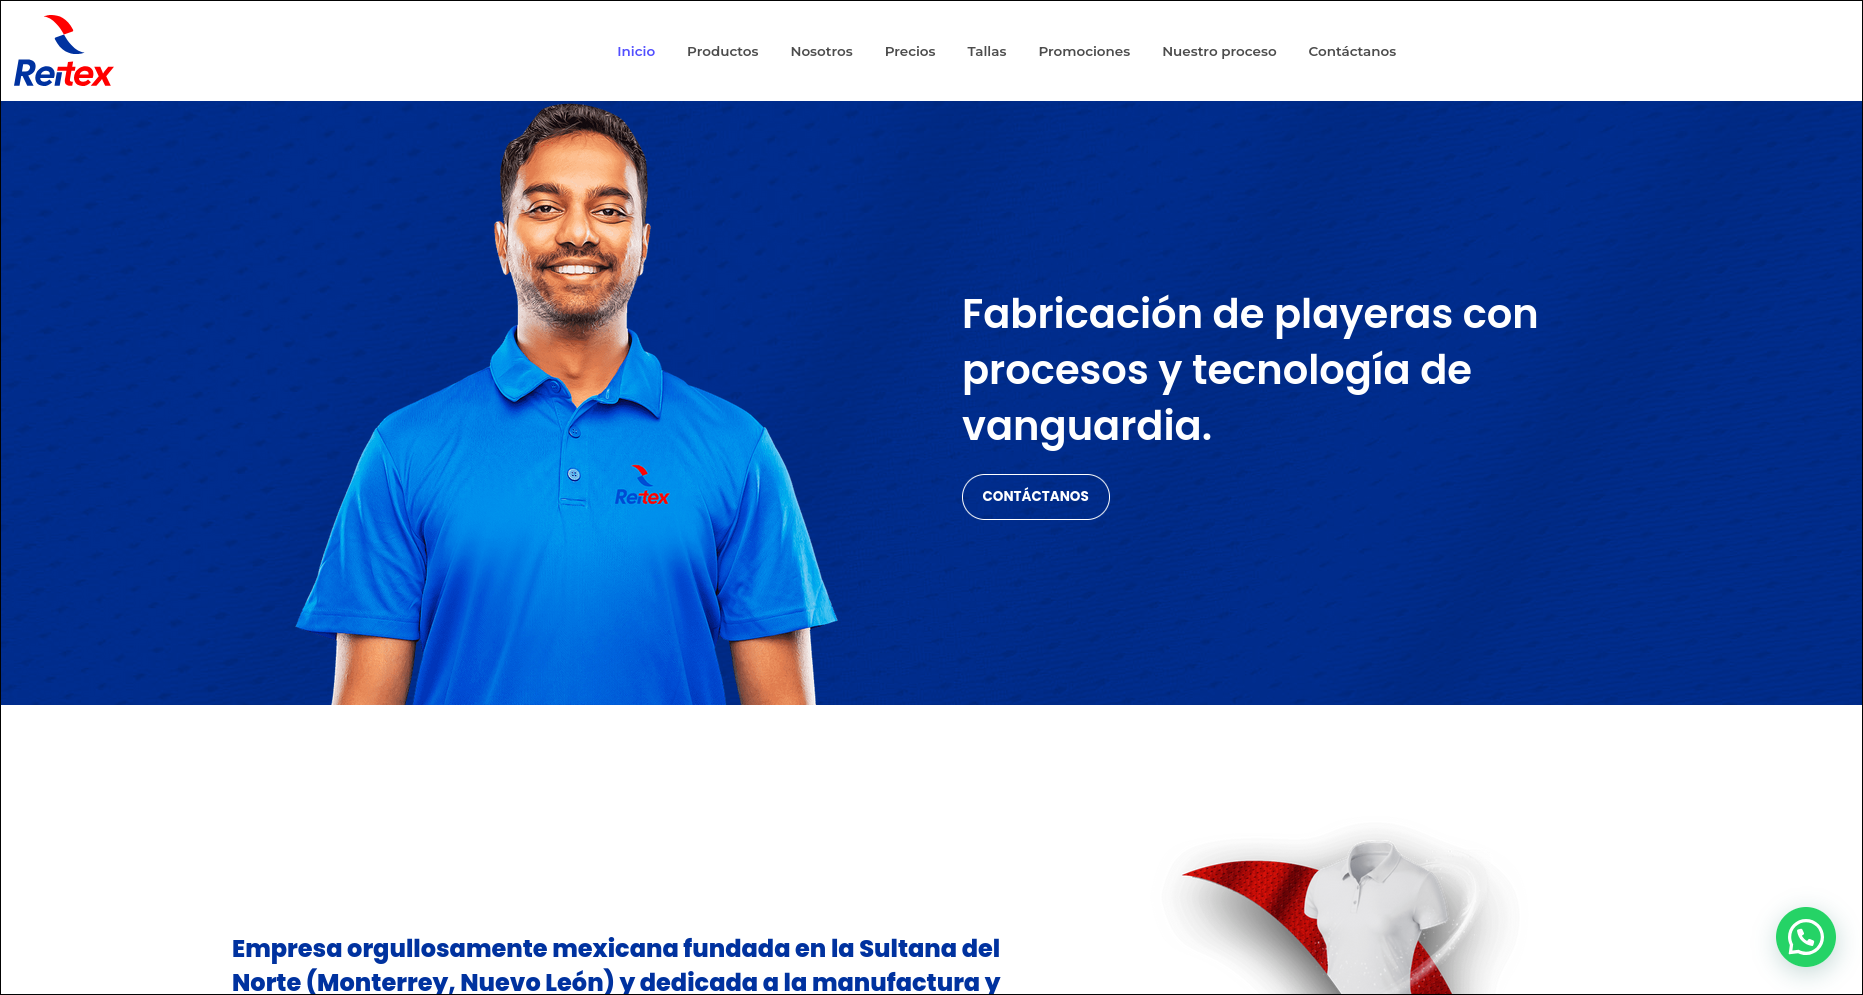 Reitex
Inicio Productos Nosotros Precios Tallas Promociones Nuestro proceso Contáctanos
Fabricación de playeras con
procesos y tecnología de
vanguardia.
CONTÁCTANOS
Reitex
Empresa orgullosamente mexicana fundada en la Sultana del
Norte (Monterrey, Nuevo León) y dedicada a la manufactura y